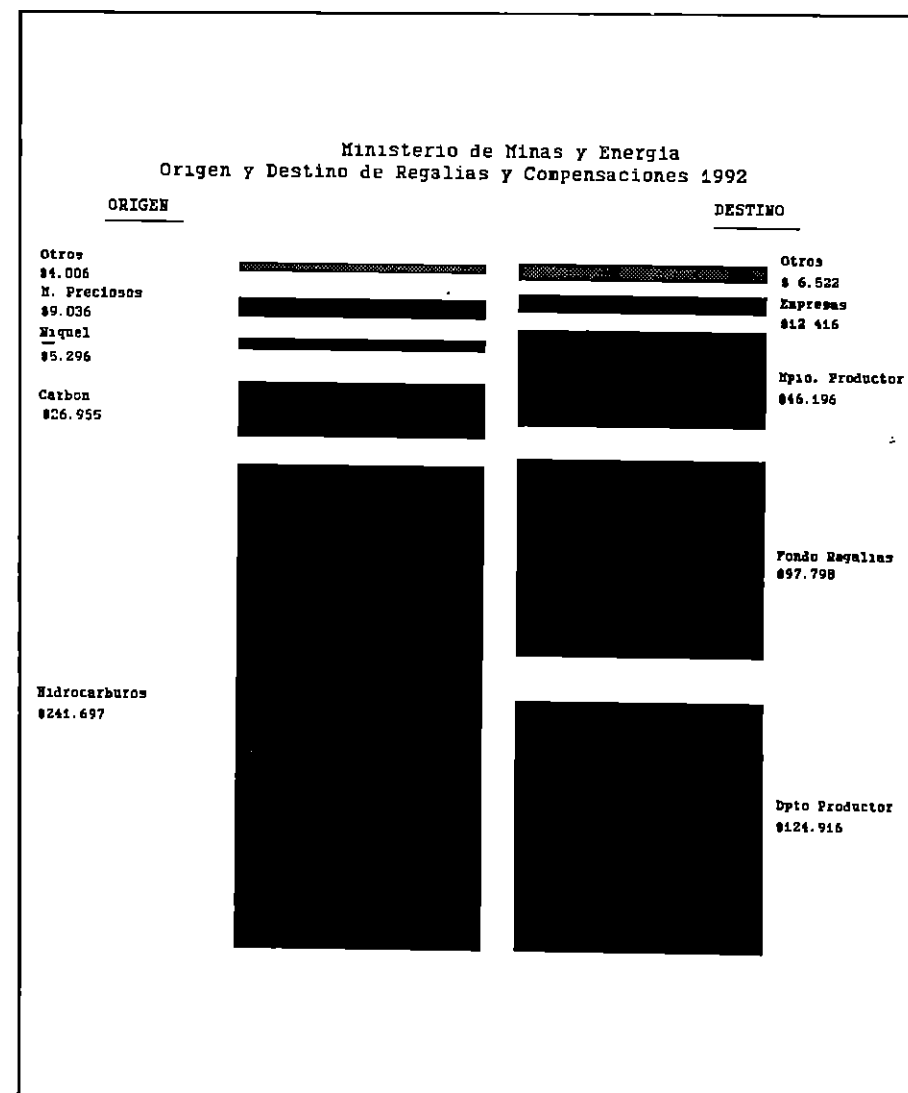 Ministerio de Minas y Energia
Origen y Destino de Regalias y Compensaciones 1992
ORIGEN
DESTINO
Otros
$4.006
M. Preciosos
$9.036
Niquel
$5.296
Carbon
$26.955
Hidrocarburos
$241.697
Otros
$ 6.522
Empresas
$12 416
Mpio. Productor
$46.196
Fondo Regalias
$97.798
Dpto Productor
$124.916